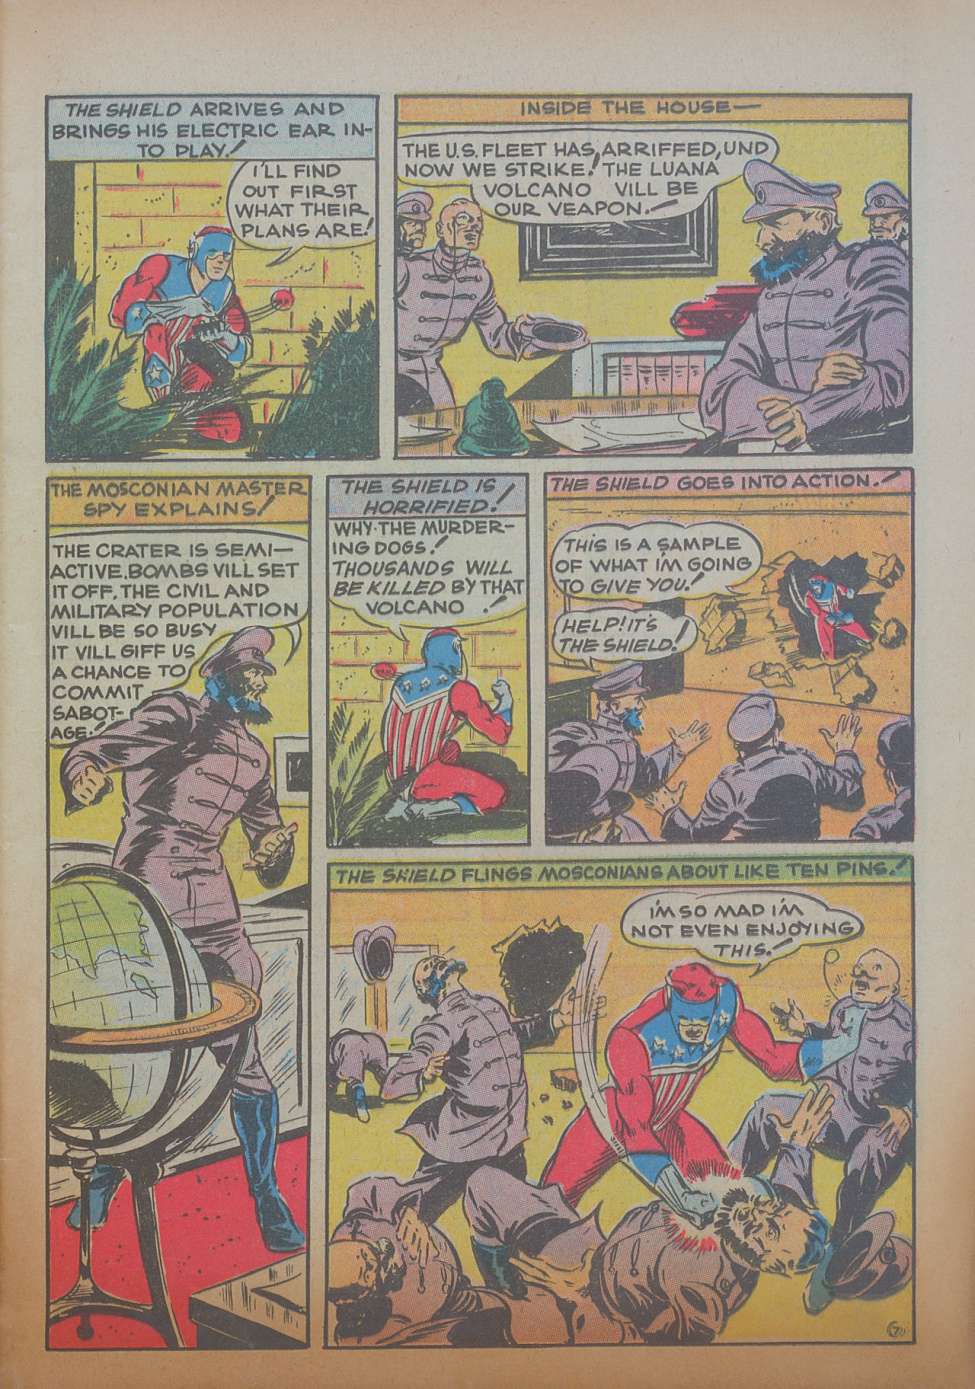 THE SHIELD ARRIVES AND
BRINGS HIS ELECTRIC EAR IN-
TO PLAY!
I'LL FIND
OUT FIRST
WHAT THEIR
PLANS ARE!
INSIDE THE HOUSE—
THE U.S. FLEET HAS ARRIFFED, UND
NOW WE STRIKE! THE LUANA
VOLCANO VILL BE
OUR VEAPON.—
THE MOSCONIAN MASTER
SPY EXPLAINS!
THE CRATER IS SEMI—
ACTIVE. BOMBS VILL SET
IT OFF. THE CIVIL AND
MILITARY POPULATION
VILL BE SO BUSY
IT VILL GIFF US
A CHANCE TO
COMMIT
SABOT-
AGE.
THE SHIELD IS
HORRIFIED!
WHY-THE MURDER-
ING DOGS!
THOUSANDS WILL
BE KILLED BY THAT
VOLCANO!
THE SHIELD GOES INTO ACTION.!
THIS IS A SAMPLE
OF WHAT I'M GOING
TO GIVE YOU!
HELP! IT'S
THE SHIELD!
THE SHIELD FLINGS MOSCONIANS ABOUT LIKE TEN PINS.!
I'M SO MAD I'M
NOT EVEN ENJOYING
THIS.!
7